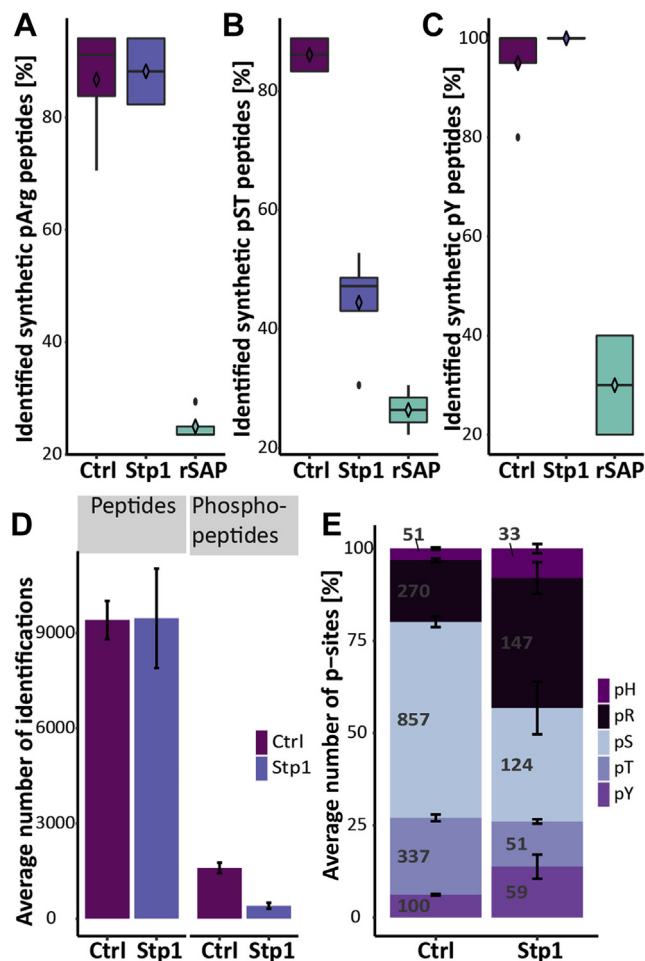 A
Identified synthetic pArg peptides [%]
80
60
40
20
Ctrl Stp1 rSAP
B
Identified synthetic pST peptides [%]
80
60
40
20
Ctrl Stp1 rSAP
C
Identified synthetic pY peptides [%]
100
80
60
40
20
Ctrl Stp1 rSAP
D
Peptides
Phospho-
peptides
Average number of identifications
9000
6000
3000
0
Ctrl
Stp1
Ctrl Stp1 Ctrl Stp1
E
Average number of p–sites [%]
100
75
50
25
0
51
270
857
337
100
33
147
124
51
59
pH
pR
pS
pT
pY
Ctrl Stp1